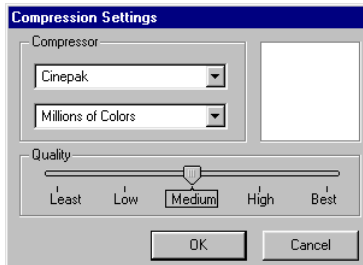 Compression Settings
Compressor
Cinepak
Millions of Colors
Quality
Least Low Medium High Best
OK Cancel